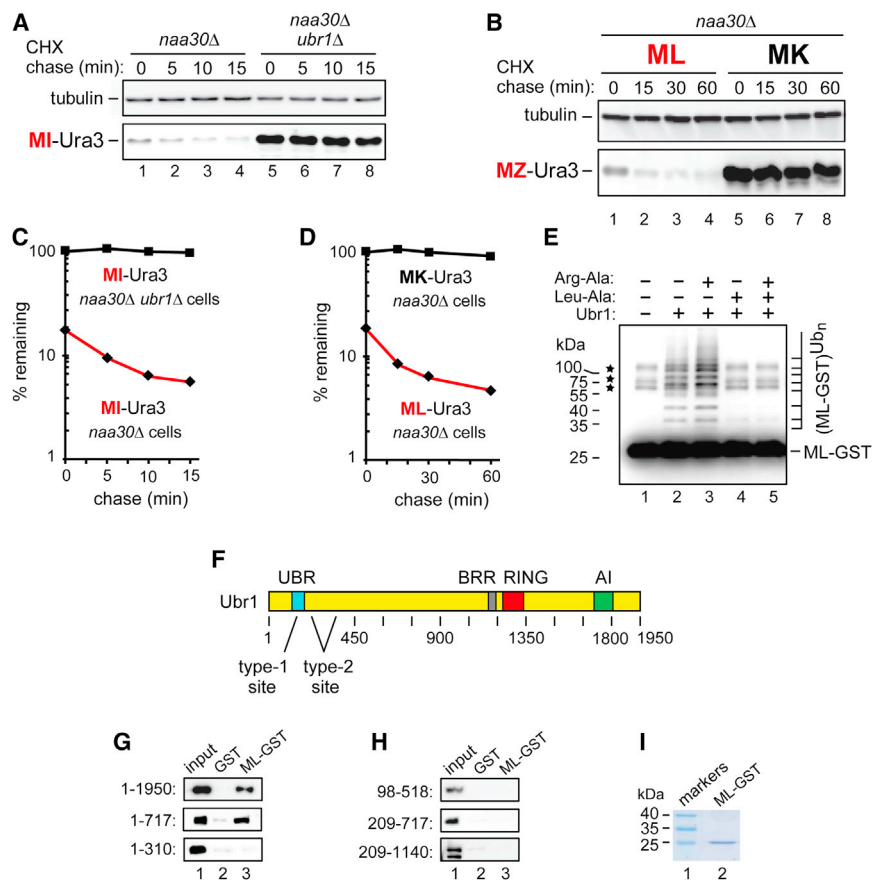 A
naa30Δ
naa30Δ
ubr1Δ
CHX
chase (min): 0 5 10 15 0 5 10 15
tubulin
MI-Ura3
1 2 3 4 5 6 7 8
B
naa30Δ
ML MK
CHX
chase (min): 0 15 30 60 0 15 30 60
tubulin
MZ-Ura3
1 2 3 4 5 6 7 8
C
% remaining
100
10
1
MI-Ura3
naa30Δ ubr1Δ cells
MI-Ura3
naa30Δ cells
0 5 10 15
chase (min)
D
% remaining
100
10
1
MK-Ura3
naa30Δ cells
ML-Ura3
naa30Δ cells
0 30 60
chase (min)
E
Arg-Ala: – – + – +
Leu-Ala: – – – + +
Ubr1: – + + + +
kDa
100
75
55
40
35
25
(ML-GST)Ubn
ML-GST
1 2 3 4 5
F
UBR BRR RING AI
Ubr1
1 450 900 1350 1800 1950
type-1
site
type-2
site
G
input GST ML-GST
1-1950:
1-717:
1-310:
1 2 3
H
input GST ML-GST
98-518:
209-717:
209-1140:
1 2 3
I
markers ML-GST
kDa
40
35
25
1 2